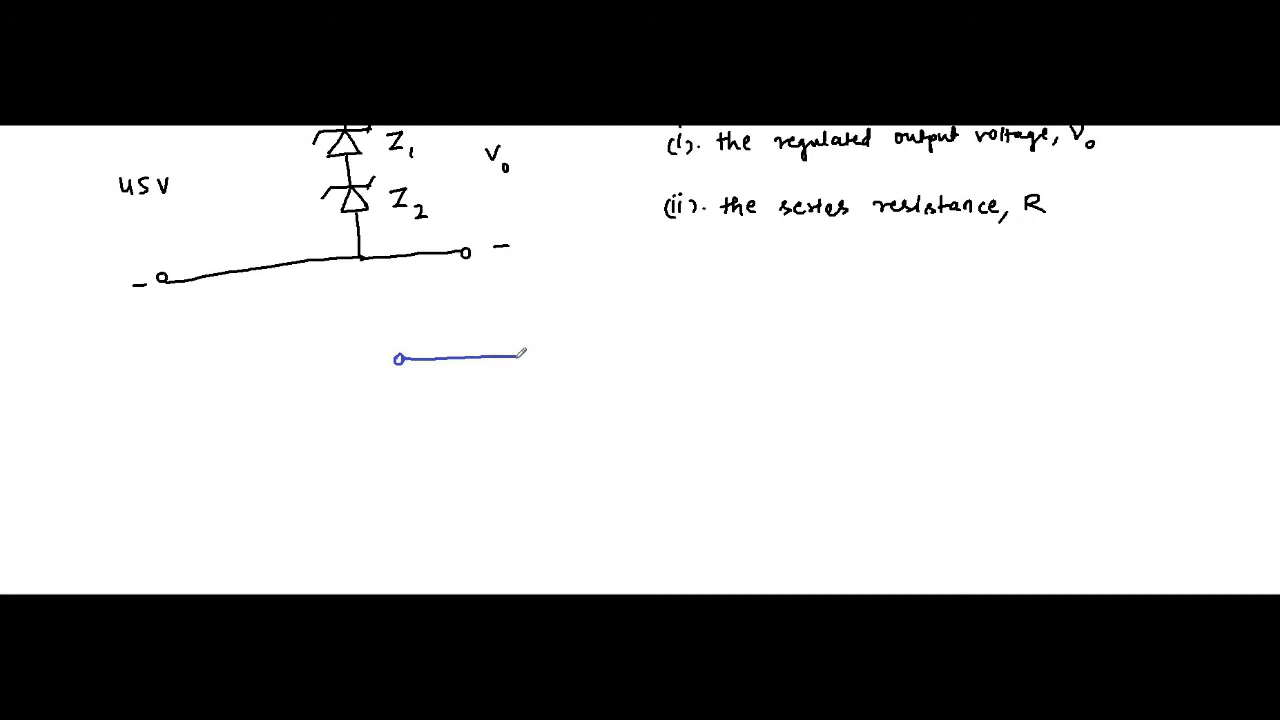 Z1
45V
V0
Z2
-
-
(i). the regulated output voltage, V0
(ii). the series resistance, R